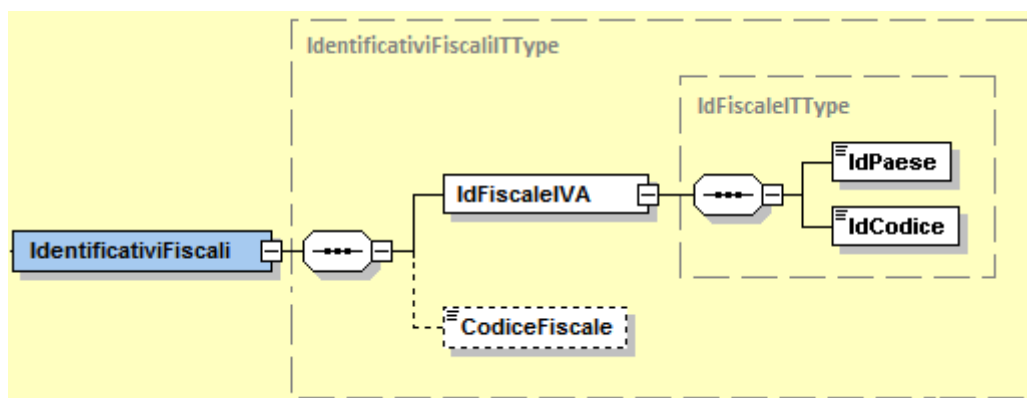 IdentificativiFiscaliITType
IdFiscaleITType
IdPaese
IdFiscaleIVA
IdCodice
IdentificativiFiscali
CodiceFiscale